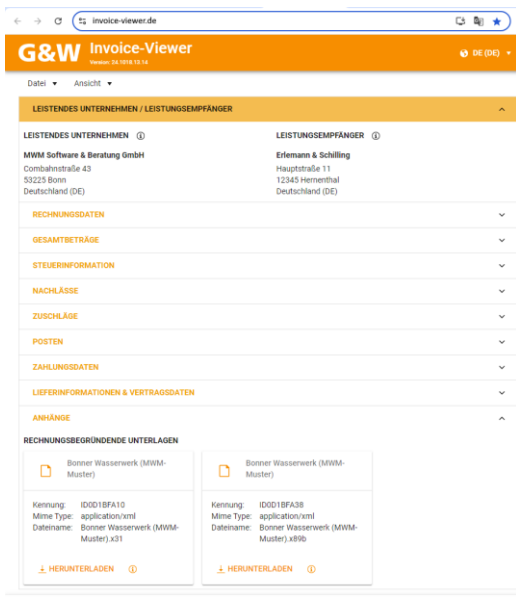 invoice-viewer.de
G&W Invoice-Viewer
Version: 24.1018.13:14
DE (DE)
Datei Ansicht
LEISTENDES UNTERNEHMEN / LEISTUNGSEMPFÄNGER
LEISTENDES UNTERNEHMEN LEISTUNGSEMPFÄNGER
MWM Software & Beratung GmbH Erlemann & Schilling
Combahnstraße 43 Hauptstraße 11
53225 Bonn 12345 Hernenthal
Deutschland (DE) Deutschland (DE)
RECHNUNGSDATEN
GESAMTBETRÄGE
STEUERINFORMATION
NACHLÄSSE
ZUSCHLÄGE
POSTEN
ZAHLUNGSDATEN
LIEFERINFORMATIONEN & VERTRAGSDATEN
ANHÄNGE
RECHNUNGSBEGRÜNDENDE UNTERLAGEN
Bonner Wasserwerk (MWM-
Muster)
Kennung: ID0D1BFA10
Mime Type: application/xml
Dateiname: Bonner Wasserwerk (MWM-
Muster).x31
HERUNTERLADEN
Bonner Wasserwerk (MWM-
Muster)
Kennung: ID0D1BFA38
Mime Type: application/xml
Dateiname: Bonner Wasserwerk (MWM-
Muster).x89b
HERUNTERLADEN